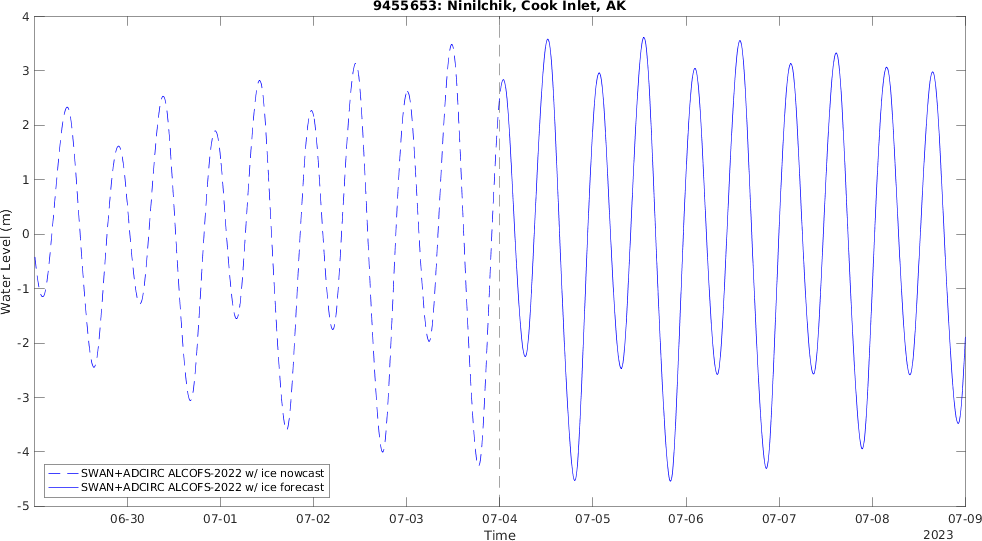 9455653: Ninilchik, Cook Inlet, AK
Water Level (m)
4
3
2
1
0
-1
-2
-3
-4
-5
SWAN+ADCIRC ALCOFS-2022 w/ ice nowcast
SWAN+ADCIRC ALCOFS-2022 w/ ice forecast
06-30 07-01 07-02 07-03 07-04 07-05 07-06 07-07 07-08 07-09
Time
2023